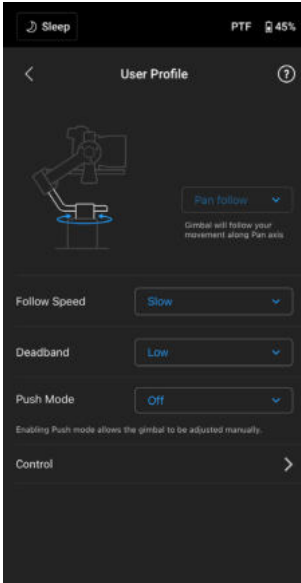 Sleep PTF 45%
User Profile
Pan follow
Gimbal will follow your
movement along Pan axis
Follow Speed Slow
Deadband Low
Push Mode Off
Enabling Push mode allows the gimbal to be adjusted manually.
Control